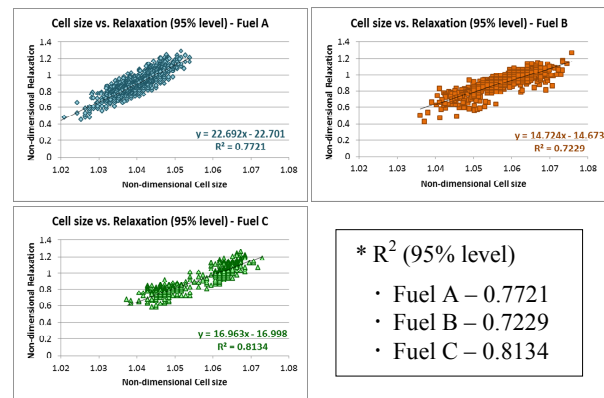 Cell size vs. Relaxation (95% level) - Fuel A
Non-dimensional Relaxation
1.4
1.2
1
0.8
0.6
0.4
0.2
0
y = 22.692x - 22.701
R² = 0.7721
1.02 1.03 1.04 1.05 1.06 1.07 1.08
Non-dimensional Cell size
Cell size vs. Relaxation (95% level) - Fuel B
Non-dimensional Relaxation
1.4
1.2
1
0.8
0.6
0.4
0.2
0
y = 14.724x - 14.673
R² = 0.7229
1.02 1.03 1.04 1.05 1.06 1.07 1.08
Non-dimensional Cell size
Cell size vs. Relaxation (95% level) - Fuel C
Non-dimensional Relaxation
1.4
1.2
1
0.8
0.6
0.4
0.2
0
y = 16.963x - 16.998
R² = 0.8134
1.02 1.03 1.04 1.05 1.06 1.07 1.08
Non-dimensional Cell size
* R² (95% level)
· Fuel A – 0.7721
· Fuel B – 0.7229
· Fuel C – 0.8134